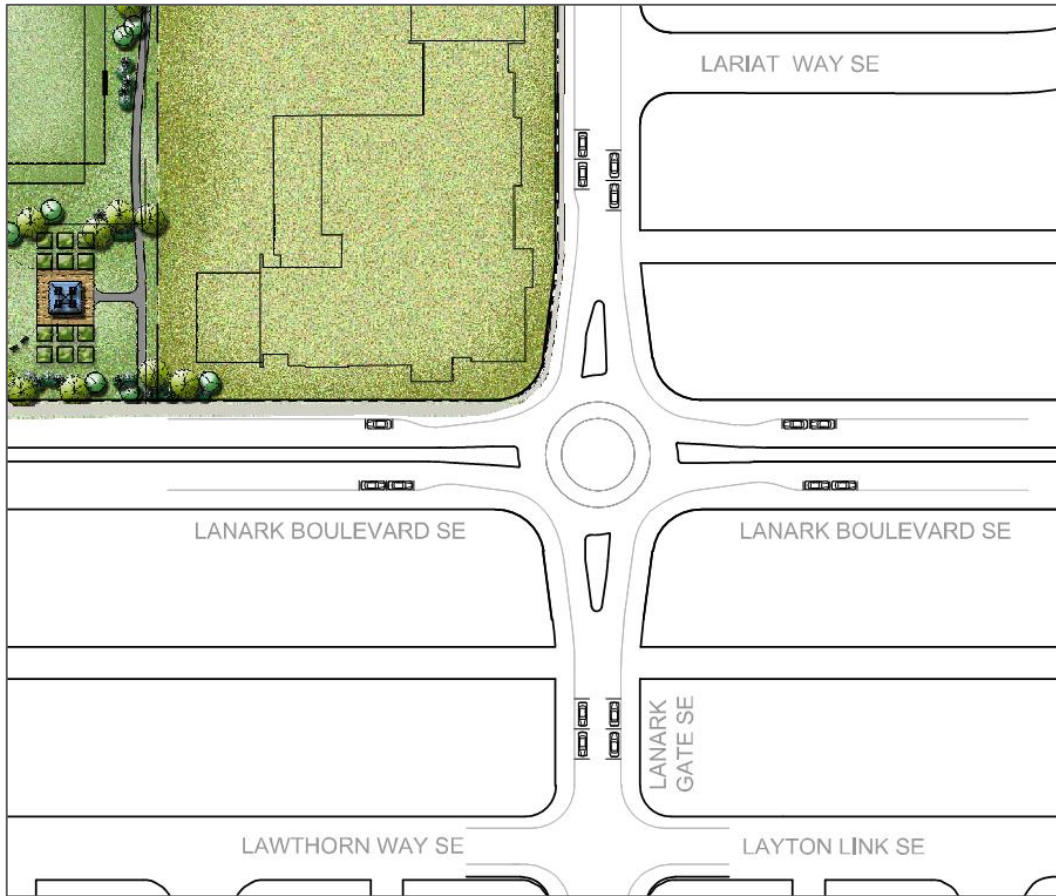 LARIAT WAY SE
LANARK BOULEVARD SE
LANARK BOULEVARD SE
LANARK
GATE SE
LAWTHORN WAY SE
LAYTON LINK SE